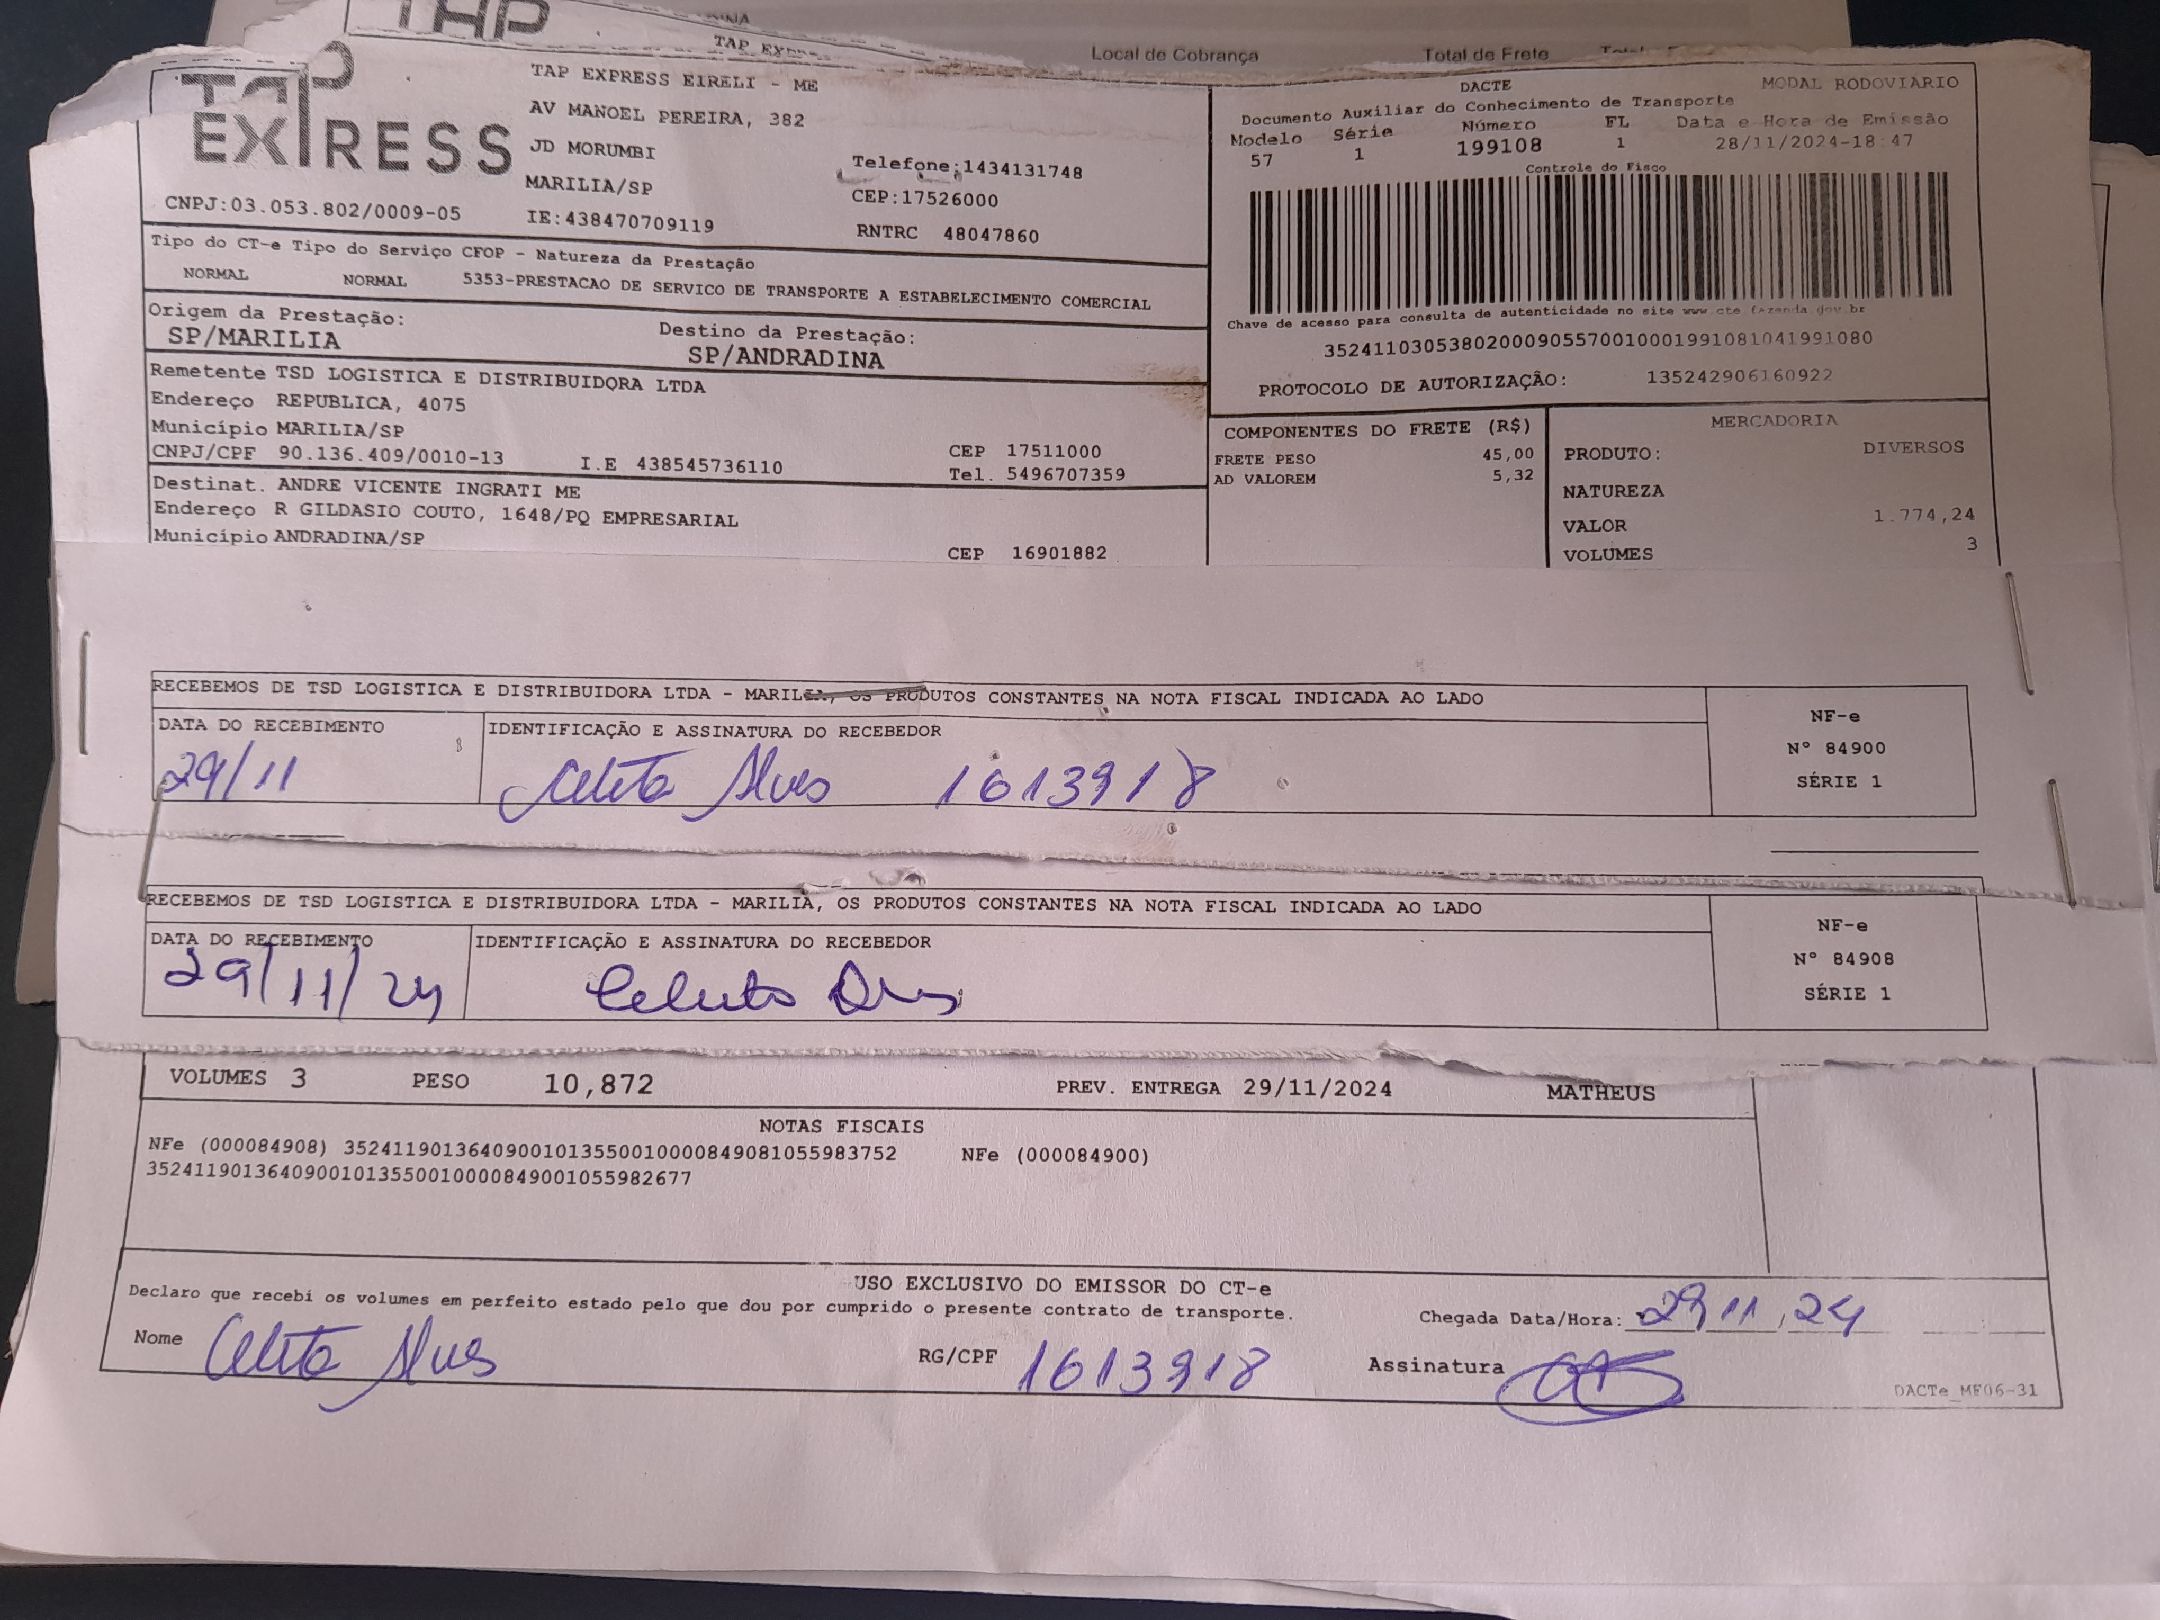 TAP EXPRESS
TAP EXPRESS EIRELI - ME
AV MANOEL PEREIRA, 382
JD MORUMBI
MARILIA/SP
Telefone:1434131748
CEP:17526000
CNPJ:03.053.802/0009-05
IE:438470709119
RNTRC 48047860
Local de Cobrança Total de Frete
DACTE MODAL RODOVIARIO
Documento Auxiliar do Conhecimento de Transporte
Modelo Série Número FL Data e Hora de Emissão
57 1 199108 1 28/11/2024-18:47
Controle do Fisco
Chave de acesso para consulta de autenticidade no site www.cte.fazenda.gov.br
35241103053802000905570010001991081041991080
PROTOCOLO DE AUTORIZAÇÃO: 135242906160922
Tipo do CT-e Tipo do Serviço CFOP - Natureza da Prestação
NORMAL NORMAL 5353-PRESTACAO DE SERVICO DE TRANSPORTE A ESTABELECIMENTO COMERCIAL
Origem da Prestação: Destino da Prestação:
SP/MARILIA SP/ANDRADINA
Remetente TSD LOGISTICA E DISTRIBUIDORA LTDA
Endereço REPUBLICA, 4075
Município MARILIA/SP CEP 17511000
CNPJ/CPF 90.136.409/0010-13 I.E 438545736110 Tel. 5496707359
Destinat. ANDRE VICENTE INGRATI ME
Endereço R GILDASIO COUTO, 1648/PQ EMPRESARIAL
Município ANDRADINA/SP CEP 16901882
COMPONENTES DO FRETE (R$)
FRETE PESO 45,00
AD VALOREM 5,32
MERCADORIA
PRODUTO: DIVERSOS
NATUREZA
VALOR 1.774,24
VOLUMES 3
RECEBEMOS DE TSD LOGISTICA E DISTRIBUIDORA LTDA - MARILIA, OS PRODUTOS CONSTANTES NA NOTA FISCAL INDICADA AO LADO
DATA DO RECEBIMENTO IDENTIFICAÇÃO E ASSINATURA DO RECEBEDOR
29/11 Alves 1613918
NF-e
Nº 84900
SÉRIE 1
RECEBEMOS DE TSD LOGISTICA E DISTRIBUIDORA LTDA - MARILIA, OS PRODUTOS CONSTANTES NA NOTA FISCAL INDICADA AO LADO
DATA DO RECEBIMENTO IDENTIFICAÇÃO E ASSINATURA DO RECEBEDOR
29/11/24
NF-e
Nº 84908
SÉRIE 1
VOLUMES 3 PESO 10,872 PREV. ENTREGA 29/11/2024 MATHEUS
NOTAS FISCAIS
NFe (000084908) 35241190136409001013550010000849081055983752 NFe (000084900)
35241190136409001013550010000849001055982677
USO EXCLUSIVO DO EMISSOR DO CT-e
Declaro que recebi os volumes em perfeito estado pelo que dou por cumprido o presente contrato de transporte.
Chegada Data/Hora: 29 11, 24
Nome Alves RG/CPF 1613918 Assinatura
DACTe_MF06-31